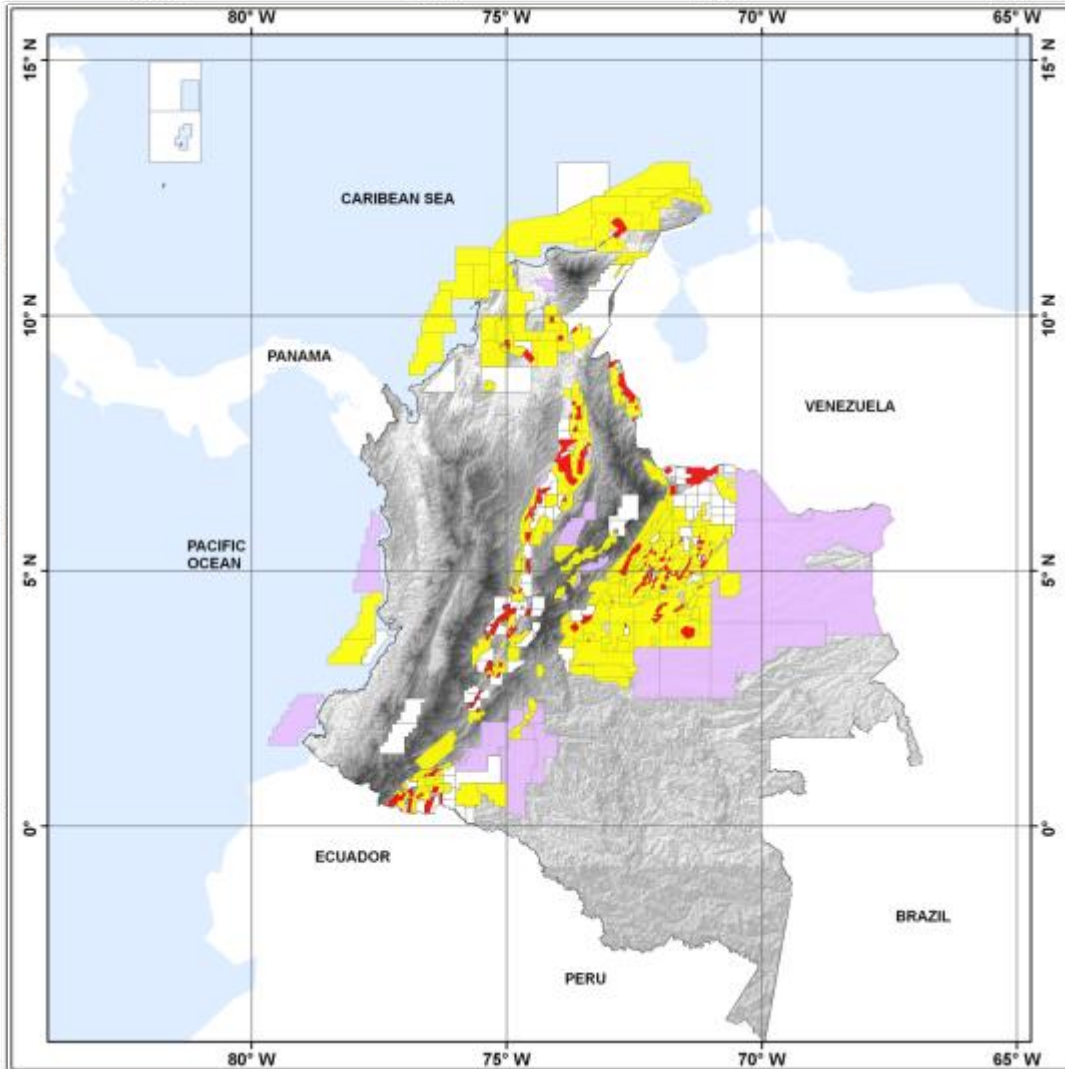 80° W 75° W 70° W 65° W
15° N 15° N
CARIBEAN SEA
10° N 10° N
PANAMA
VENEZUELA
PACIFIC
OCEAN
5° N 5° N
0° 0°
ECUADOR
BRAZIL
PERU
80° W 75° W 70° W 65° W